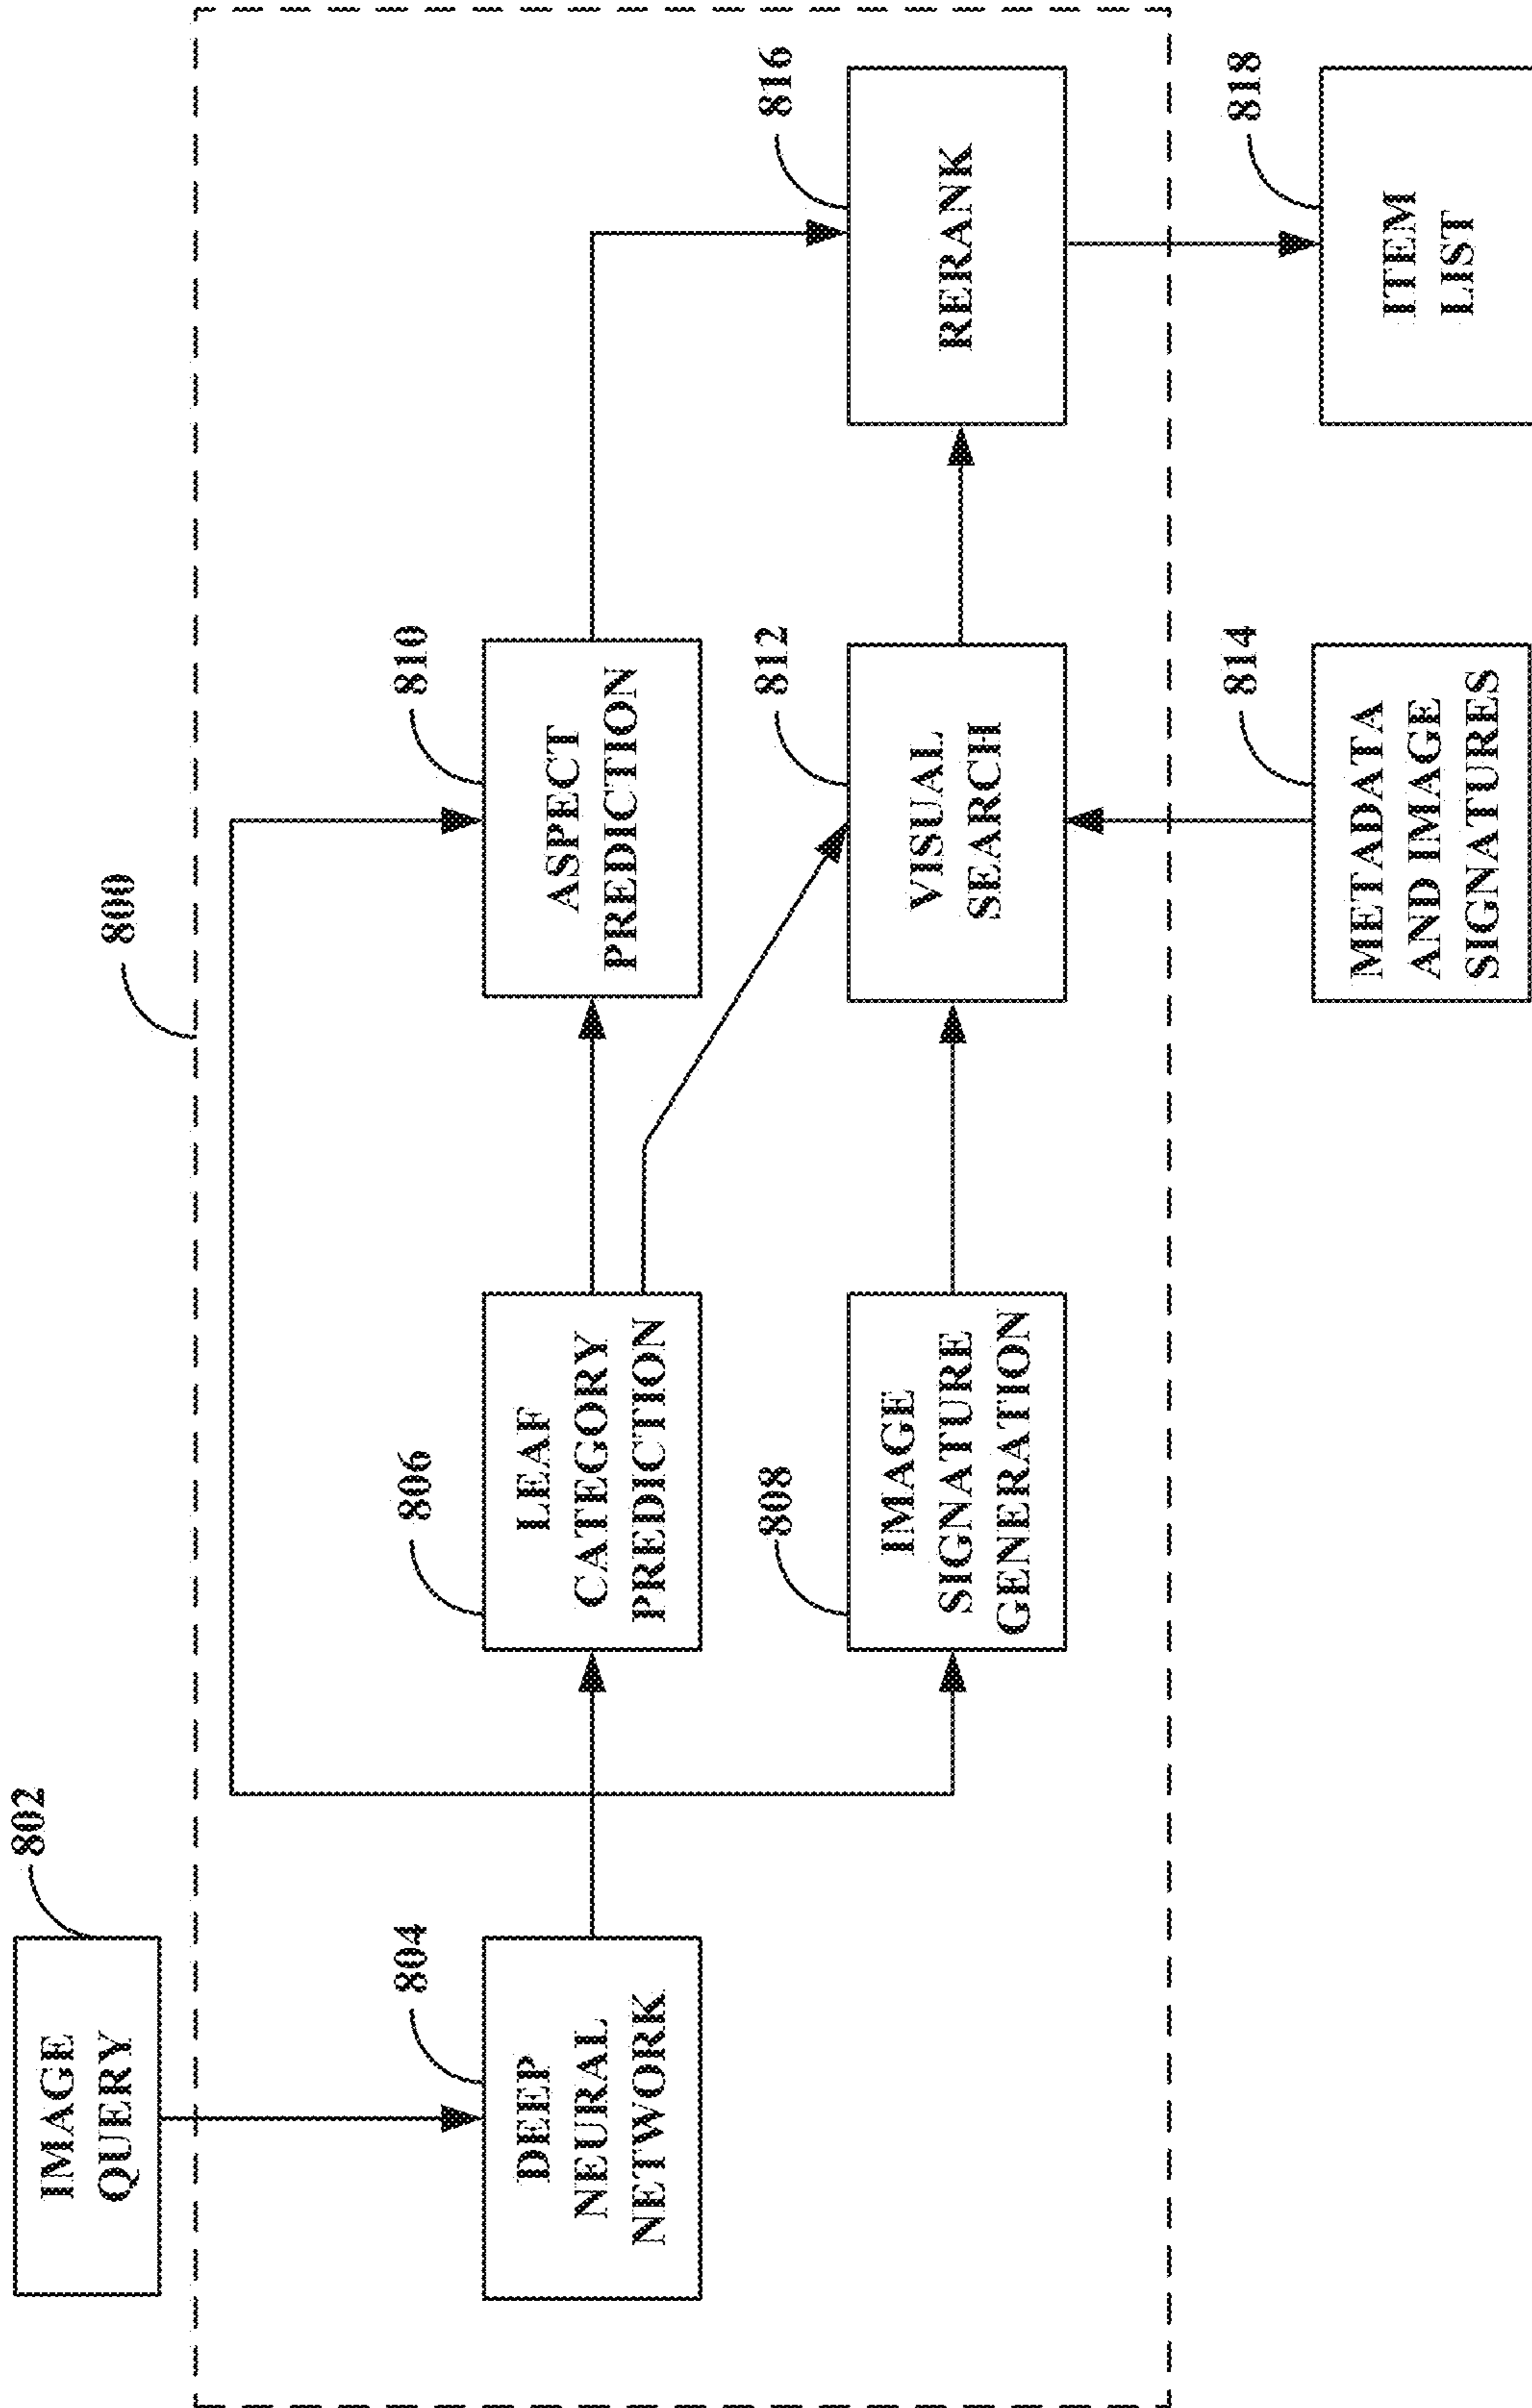 802
IMAGE
QUERY
800
804
DEEP
NEURAL
NETWORK
806
LEAF
CATEGORY
PREDICTION
810
ASPECT
PREDICTION
808
IMAGE
SIGNATURE
GENERATION
812
VISUAL
SEARCH
816
RERANK
814
METADATA
AND IMAGE
SIGNATURES
818
ITEM
LIST